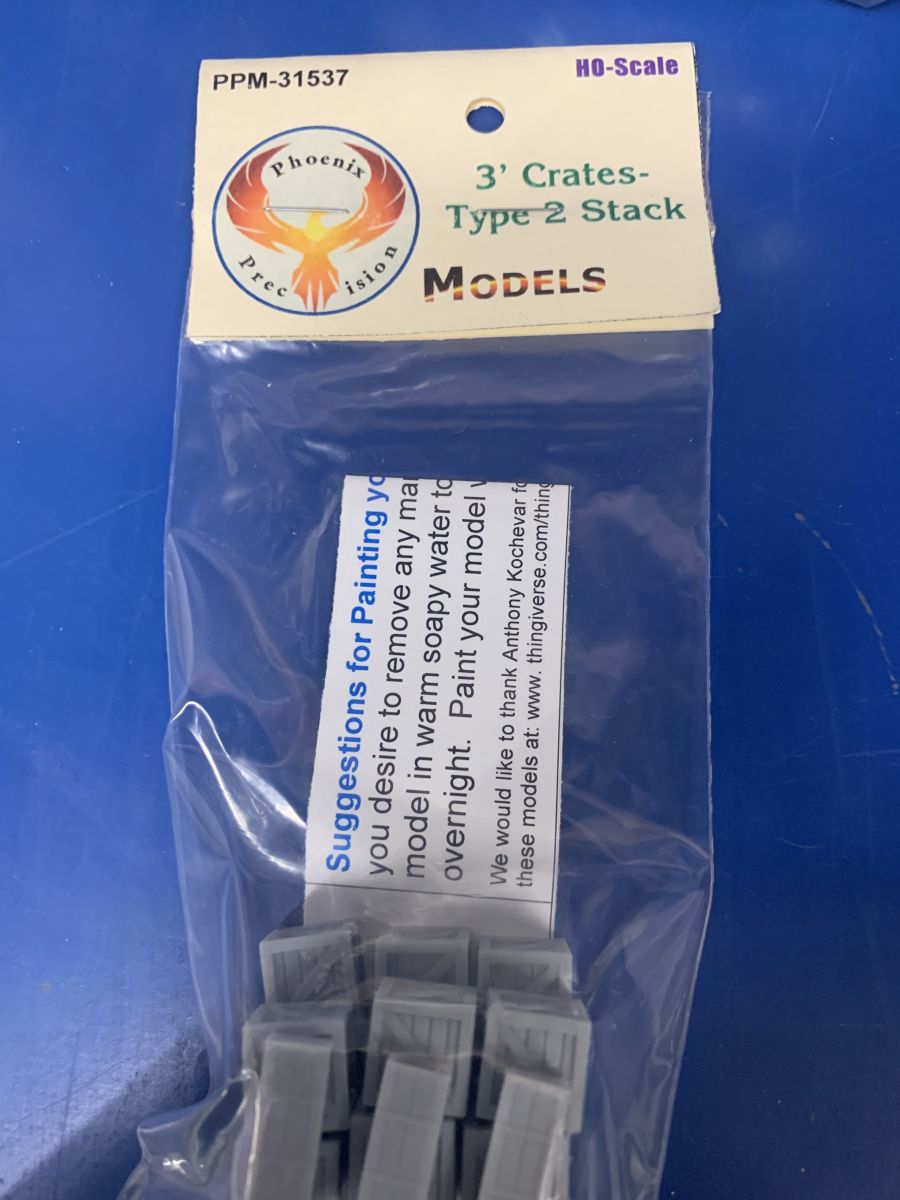 PPM-31537
HO-Scale
Phoenix
Precision
3' Crates-
Type 2 Stack
MODELS
Suggestions for Painting yo
you desire to remove any
model in warm soapy water to
overnight. Paint your model
We would like to thank Anthony Kochevar fo
these models at: www. thingiverse.com/thing